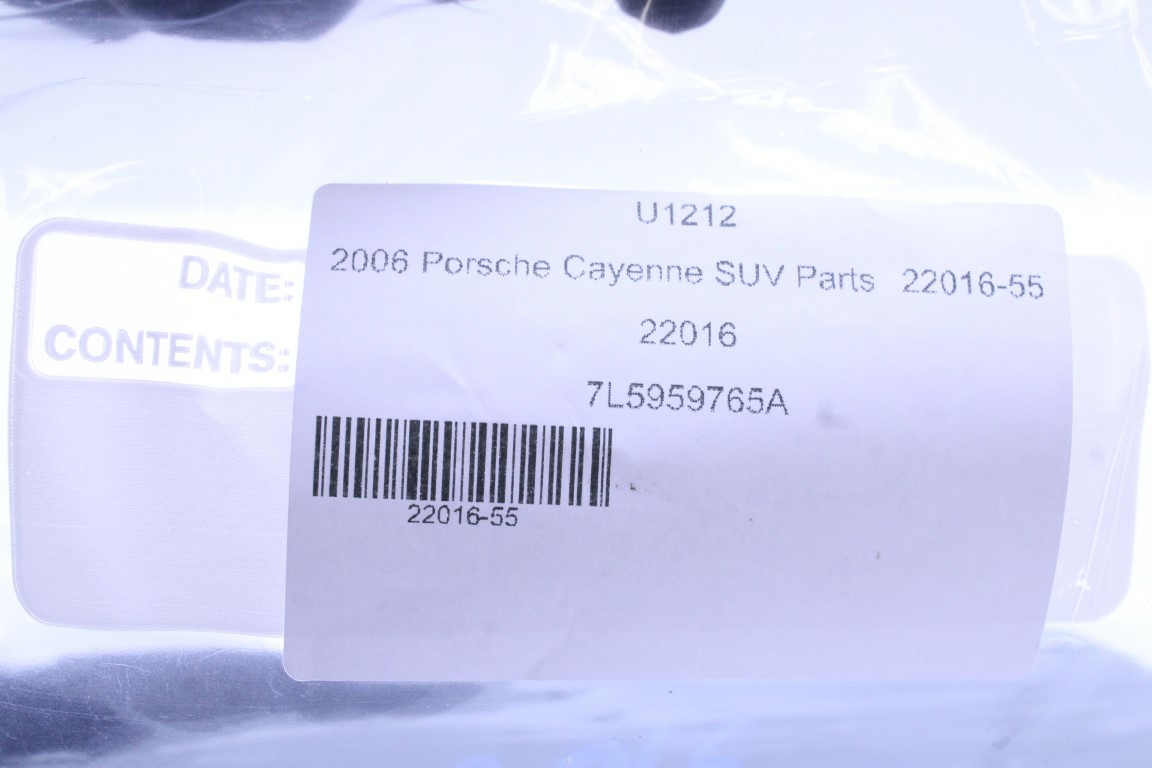 U1212
2006 Porsche Cayenne SUV Parts 22016-55
22016
7L5959765A
22016-55
DATE:
CONTENTS: